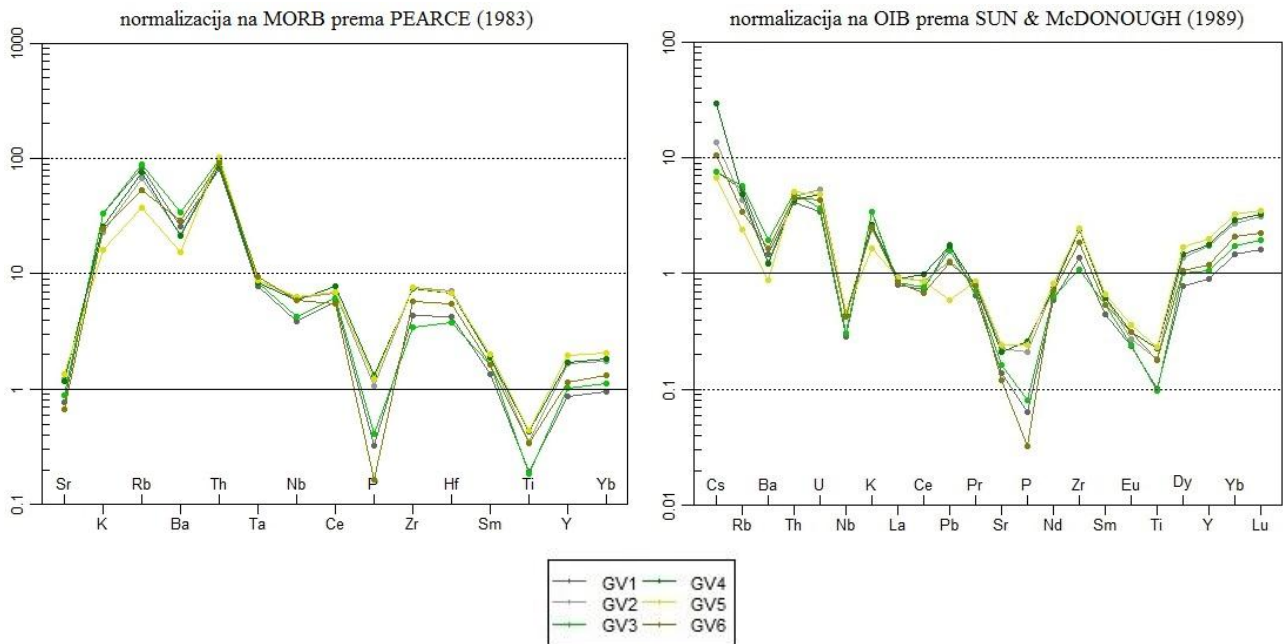 normalizacija na MORB prema PEARCE (1983)
1000
100
10
1
0.1
Sr Rb Th Nb P Hf Ti Yb
K Ba Ta Ce Zr Sm Y
normalizacija na OIB prema SUN & McDONOUGH (1989)
100
10
1
0.1
0.01
Cs Ba U K Ce Pr P Zr Eu Dy Yb
Rb Th Nb La Pb Sr Nd Sm Ti Y Lu
GV1 GV4
GV2 GV5
GV3 GV6